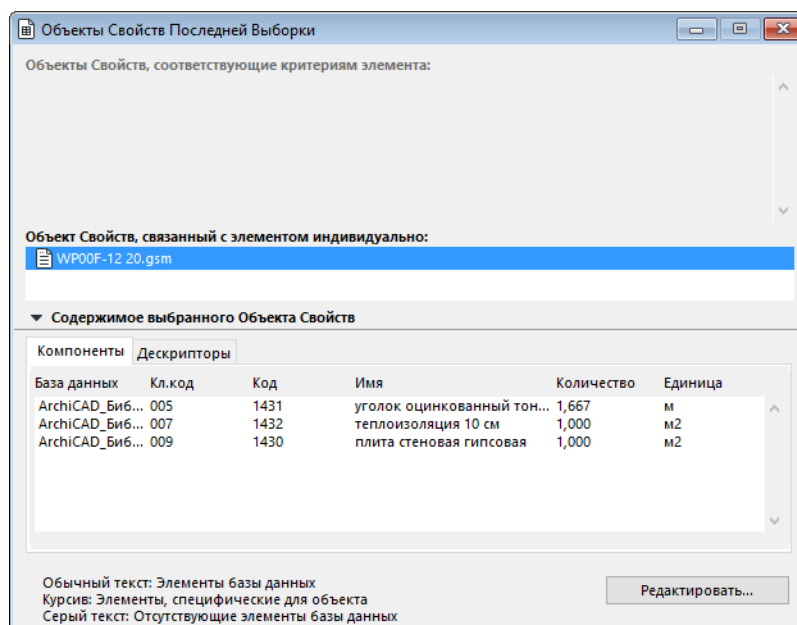 Объекты Свойств Последней Выборки
Объекты Свойств, соответствующие критериям элемента:
Объект Свойств, связанный с элементом индивидуально:
WP00F-12 20.gsm
Содержимое выбранного Объекта Свойств
Компоненты Дескрипторы
База данных Кл.код Код Имя Количество Единица
ArchiCAD_Биб... 005 1431 уголок оцинкованный тон... 1,667 м
ArchiCAD_Биб... 007 1432 теплоизоляция 10 см 1,000 м2
ArchiCAD_Биб... 009 1430 плита стеновая гипсовая 1,000 м2
Обычный текст: Элементы базы данных
Редактировать...
Курсив: Элементы, специфические для объекта
Серый текст: Отсутствующие элементы базы данных